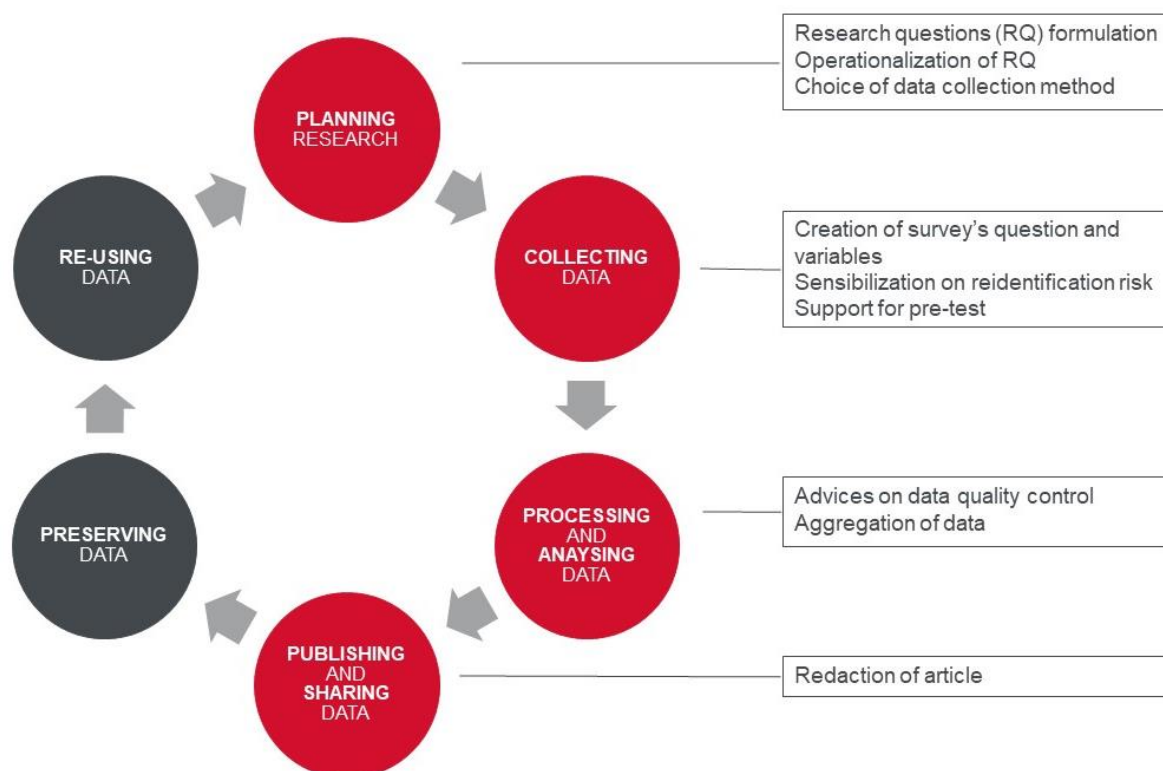 Research questions (RQ) formulation
Operationalization of RQ
Choice of data collection method
PLANNING
RESEARCH
RE-USING
DATA
COLLECTING
DATA
Creation of survey's question and
variables
Sensibilization on reidentification risk
Support for pre-test
PRESERVING
DATA
PROCESSING
AND
ANAYSING
DATA
Advices on data quality control
Aggregation of data
PUBLISHING
AND
SHARING
DATA
Redaction of article